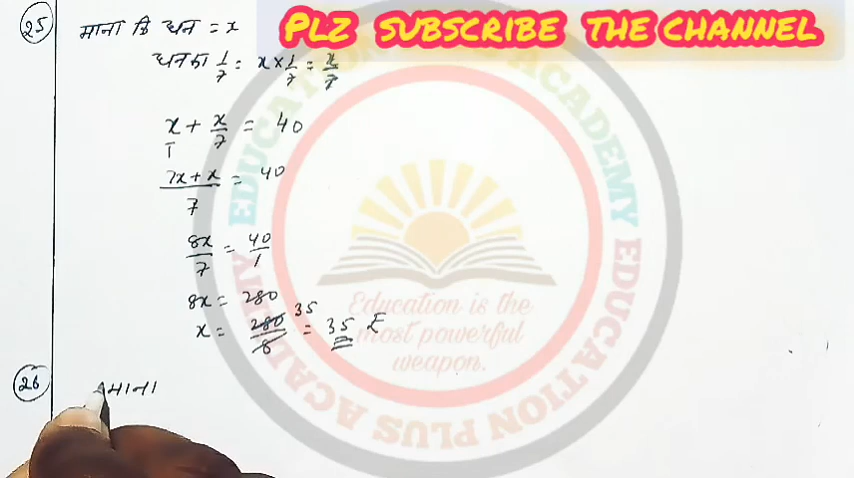 PLZ SUBSCRIBE THE CHANNEL
25 माना कि धन = x
धन का 1/7 = x × 1/7 = x/7
x/1 + x/7 = 40
7x + x/7 = 40
8x/7 = 40/1
8x = 280
x = 280/8 35 = 35 ₹
26 माना
EDUCATION PLUS ACADEMY EDUCATION PLUS ACADEMY
Education is the
most powerful
weapon.